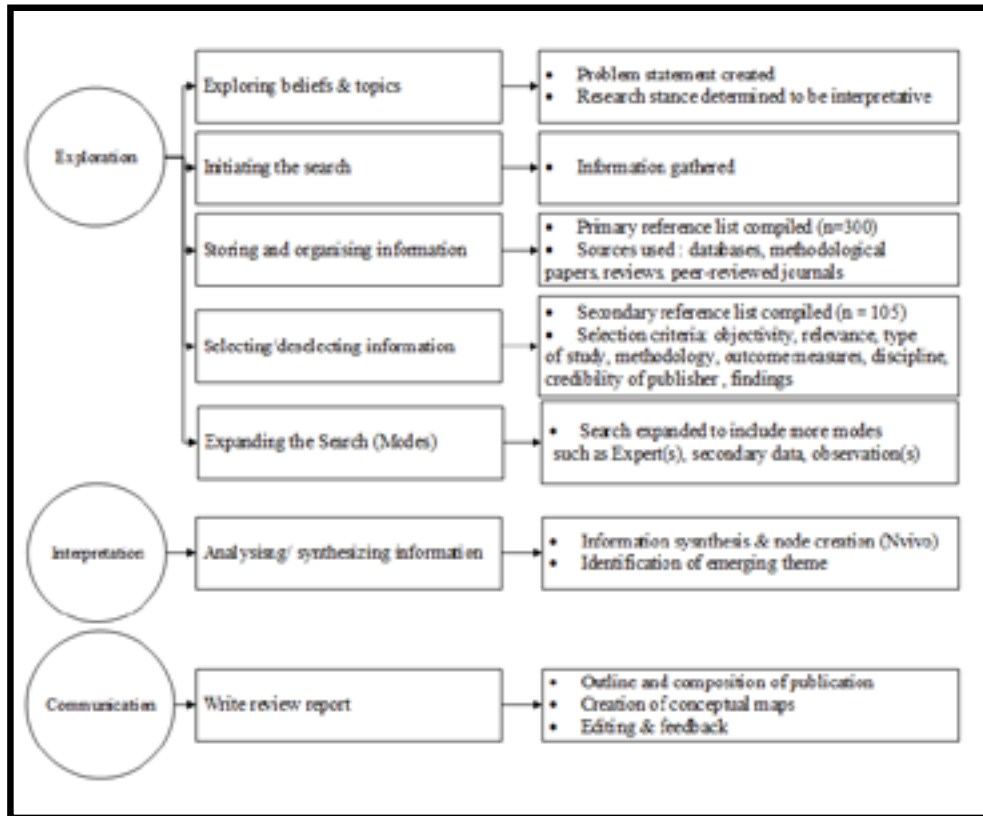 Exploration
Exploring beliefs & topics
• Problem statement created
• Research stance determined to be interpretative
Initiating the search
• Information gathered
Storing and organising information
• Primary reference list compiled (n=300)
• Sources used : databases, methodological
papers, reviews, peer-reviewed journals
Selecting/deselecting information
• Secondary reference list compiled (n = 105)
• Selection criteria: objectivity, relevance, type
of study, methodology, outcome measures, discipline,
credibility of publisher , findings
Expanding the Search (Modes)
• Search expanded to include more modes
such as Expert(s), secondary data, observation(s)
Interpretation
Analysisng/ synthesizing information
• Information sysnthesis & node creation (Nvivo)
• Identification of emerging theme
Communication
Write review report
• Outline and composition of publication
• Creation of conceptual maps
• Editing & feedback